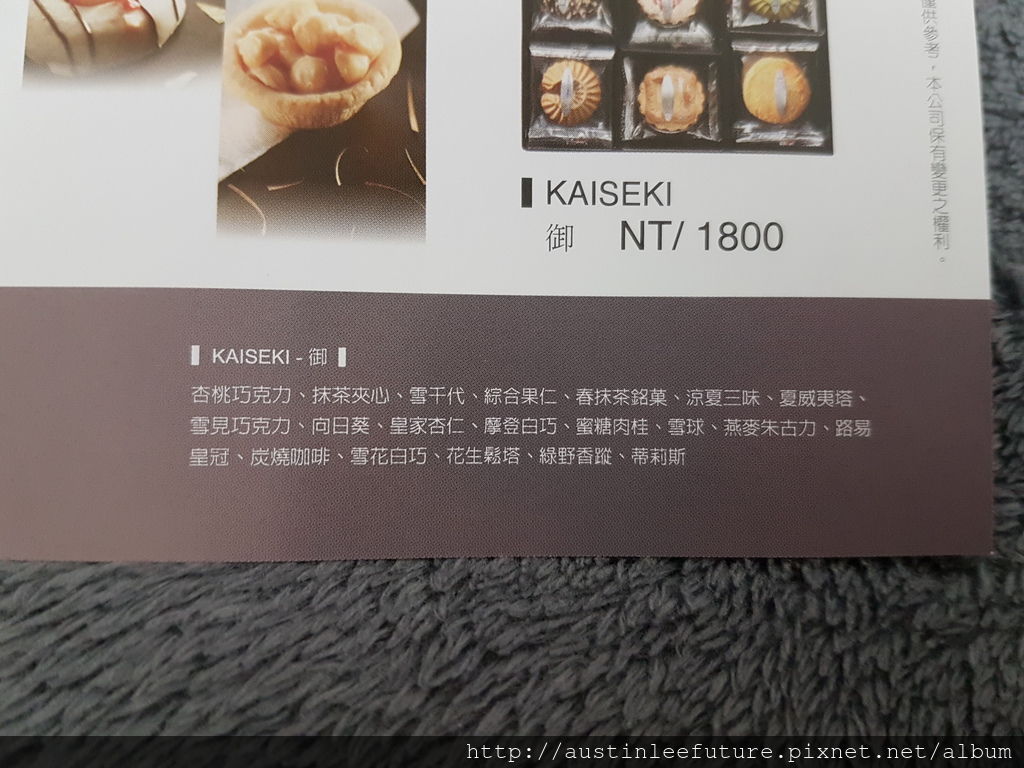 僅供參考，本公司保有變更之權利。
KAISEKI
御 NT/ 1800
KAISEKI - 御
杏桃巧克力、抹茶夾心、雪千代、綜合果仁、春抹茶銘菓、涼夏三味、夏威夷塔、
雪見巧克力、向日葵、皇家杏仁、摩登白巧、蜜糖肉桂、雪球、燕麥朱古力、路易
皇冠、炭燒咖啡、雪花白巧、花生鬆塔、綠野香蹤、蒂莉斯
http://austinleefuture.pixnet.net/album